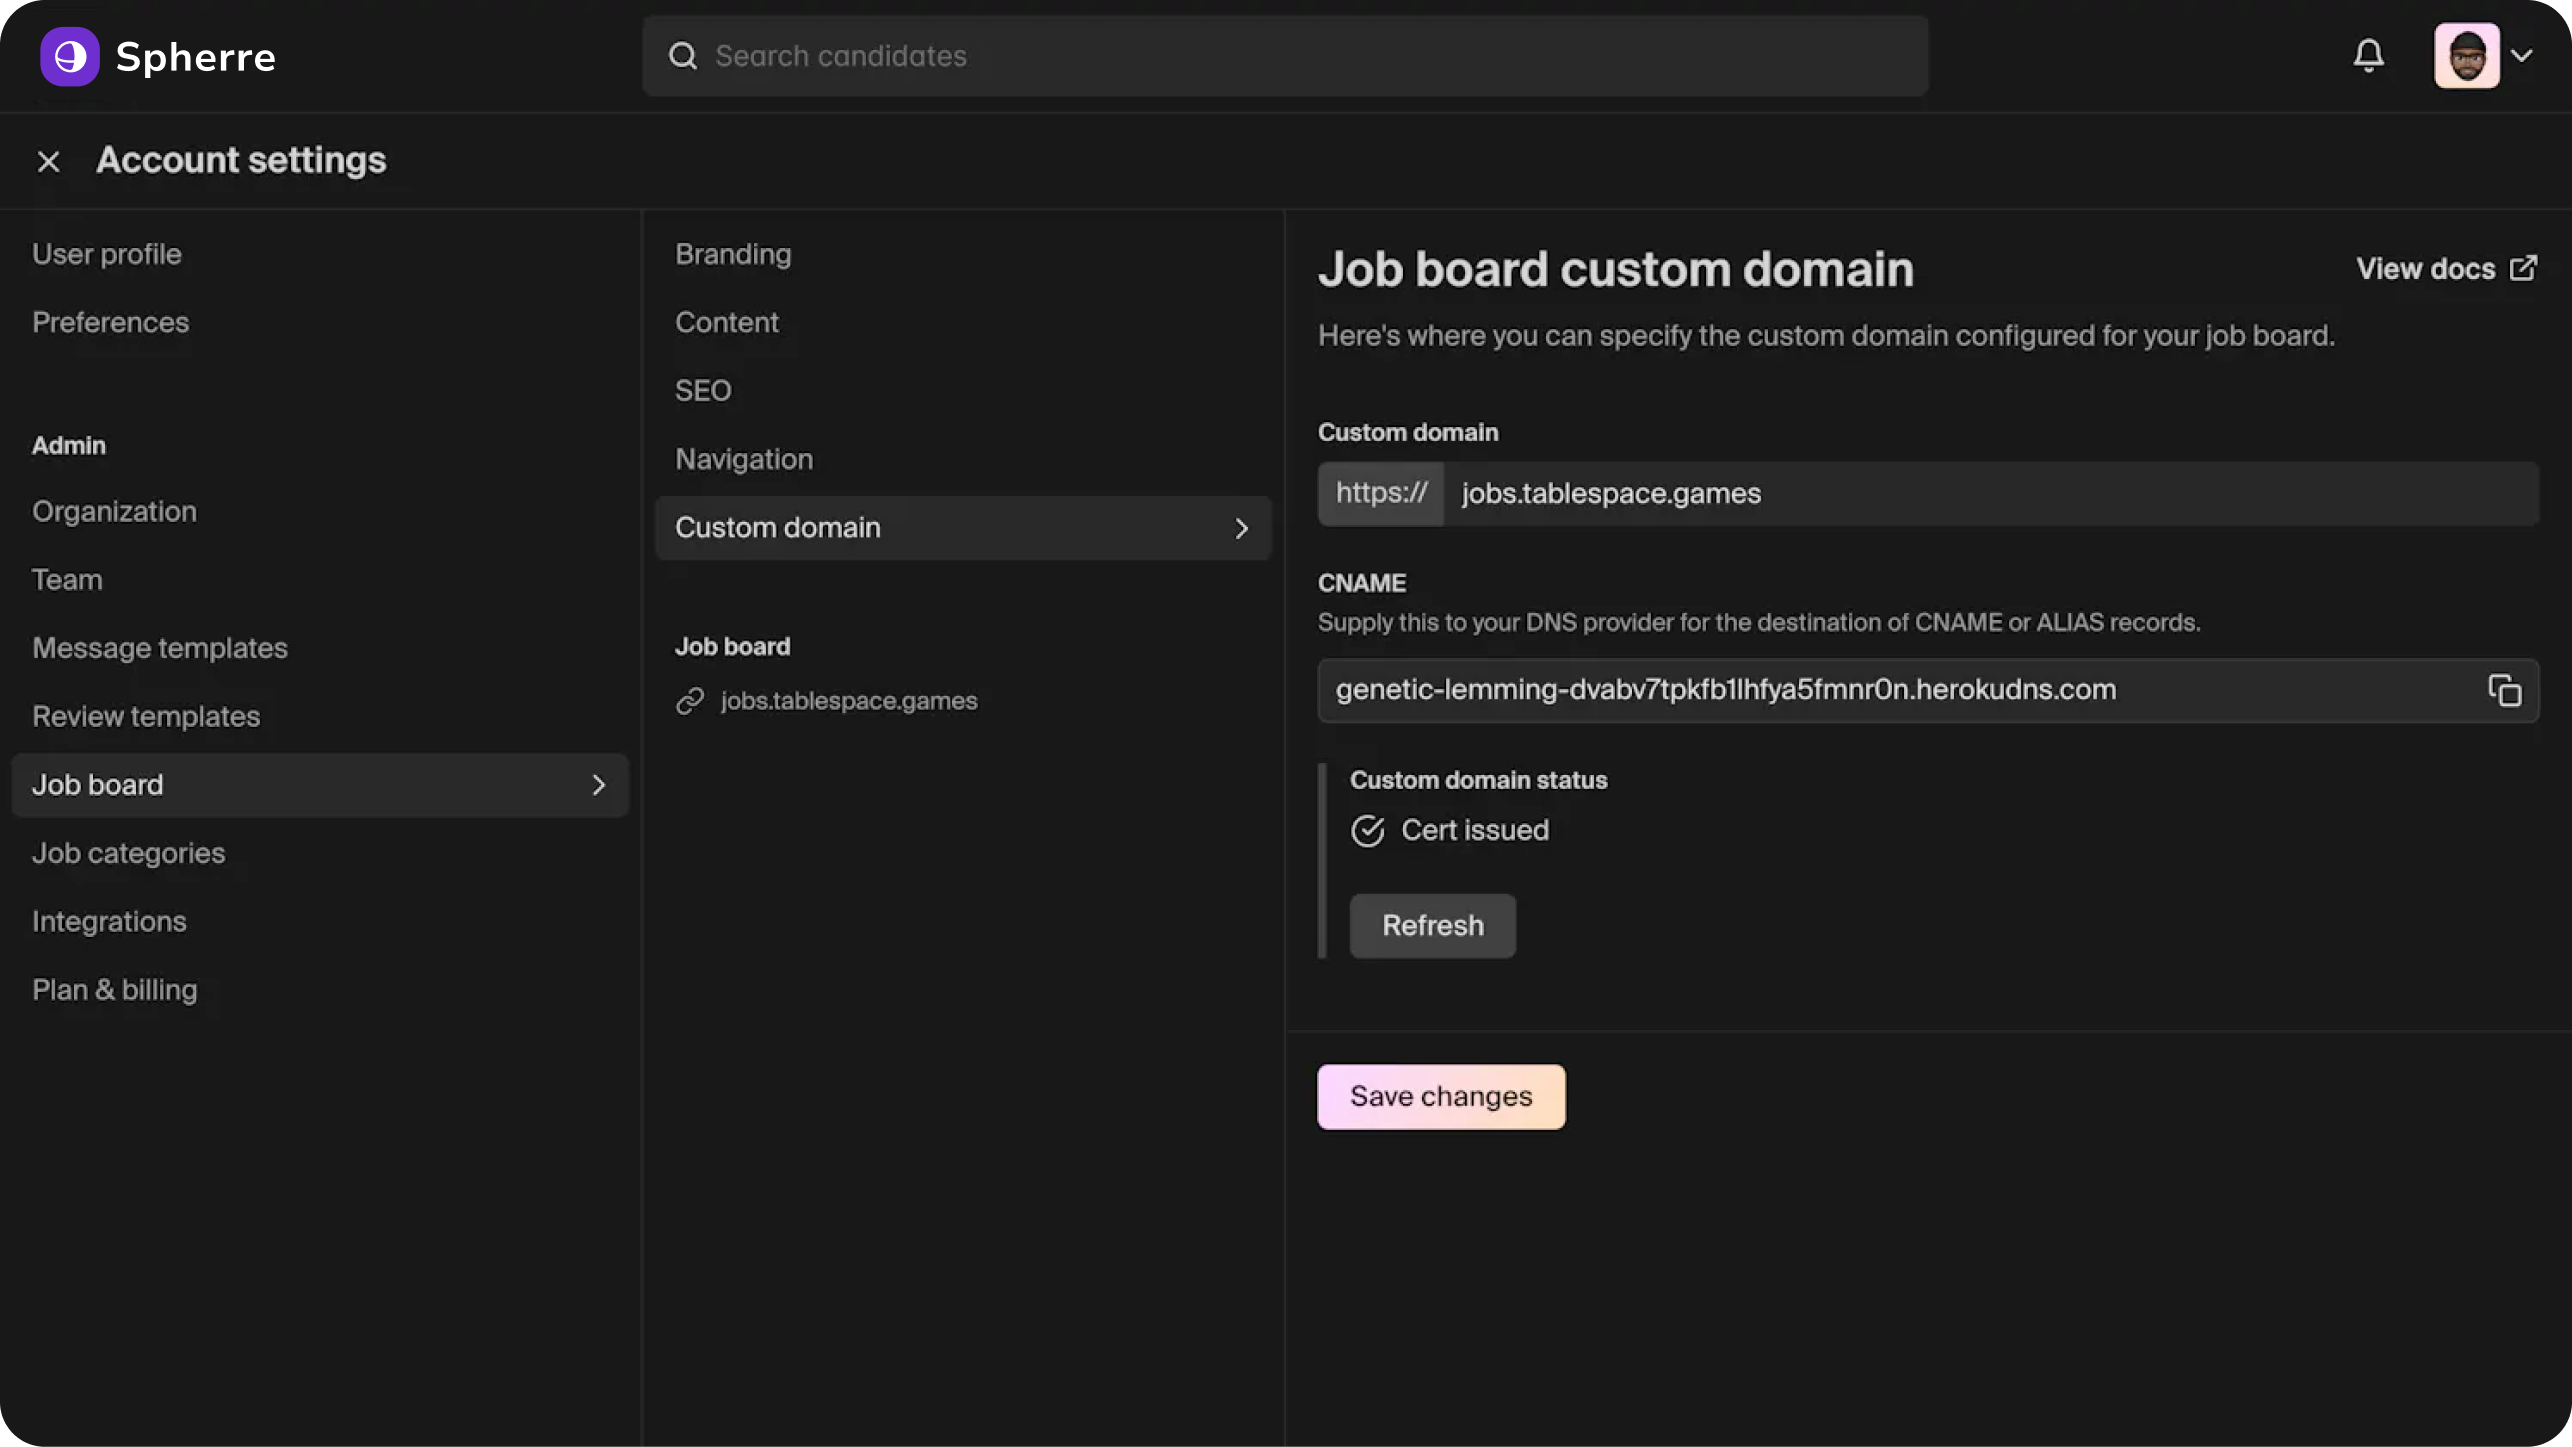 Spherre
Search candidates
Account settings
User profile
Preferences
Admin
Organization
Team
Message templates
Review templates
Job board
Job categories
Integrations
Plan & billing
Branding
Content
SEO
Navigation
Custom domain
Job board
jobs.tablespace.games
Job board custom domain
View docs
Here's where you can specify the custom domain configured for your job board.
Custom domain
https:// jobs.tablespace.games
CNAME
Supply this to your DNS provider for the destination of CNAME or ALIAS records.
genetic-lemming-dvabv7tpkfb1lhfya5fmnr0n.herokudns.com
Custom domain status
Cert issued
Refresh
Save changes